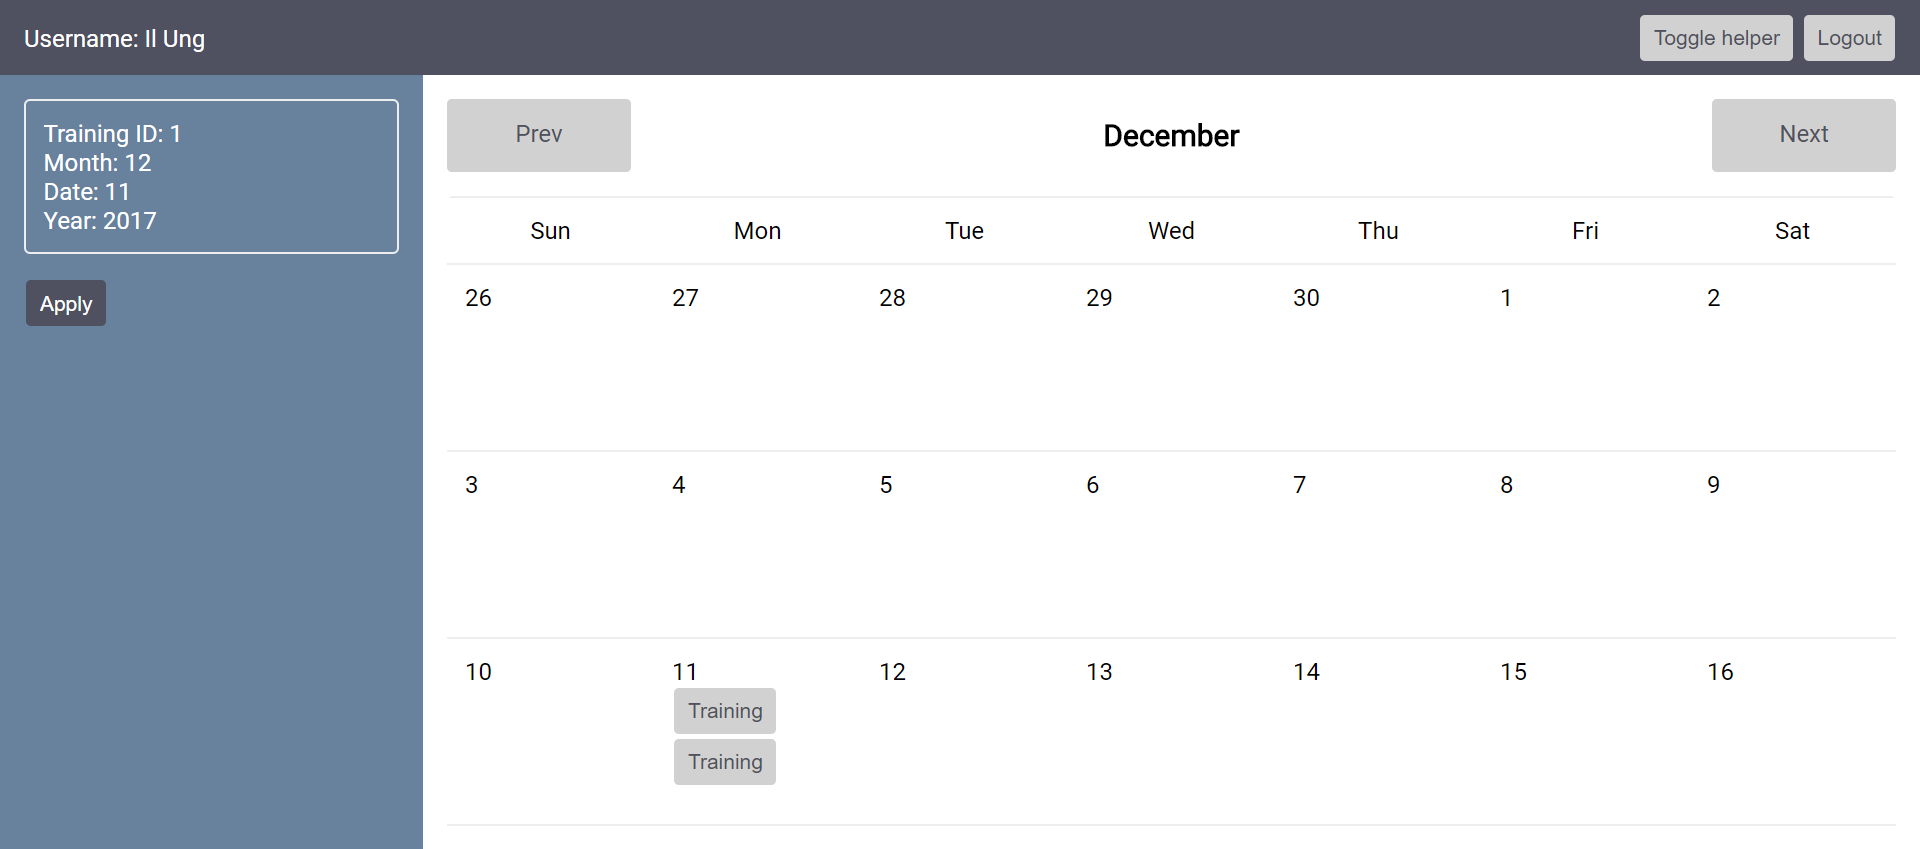 Username: Il Ung
Toggle helper
Logout
Training ID: 1
Month: 12
Date: 11
Year: 2017
Apply
Prev
December
Next
Sun Mon Tue Wed Thu Fri Sat
26 27 28 29 30 1 2
3 4 5 6 7 8 9
10 11 12 13 14 15 16
Training
Training